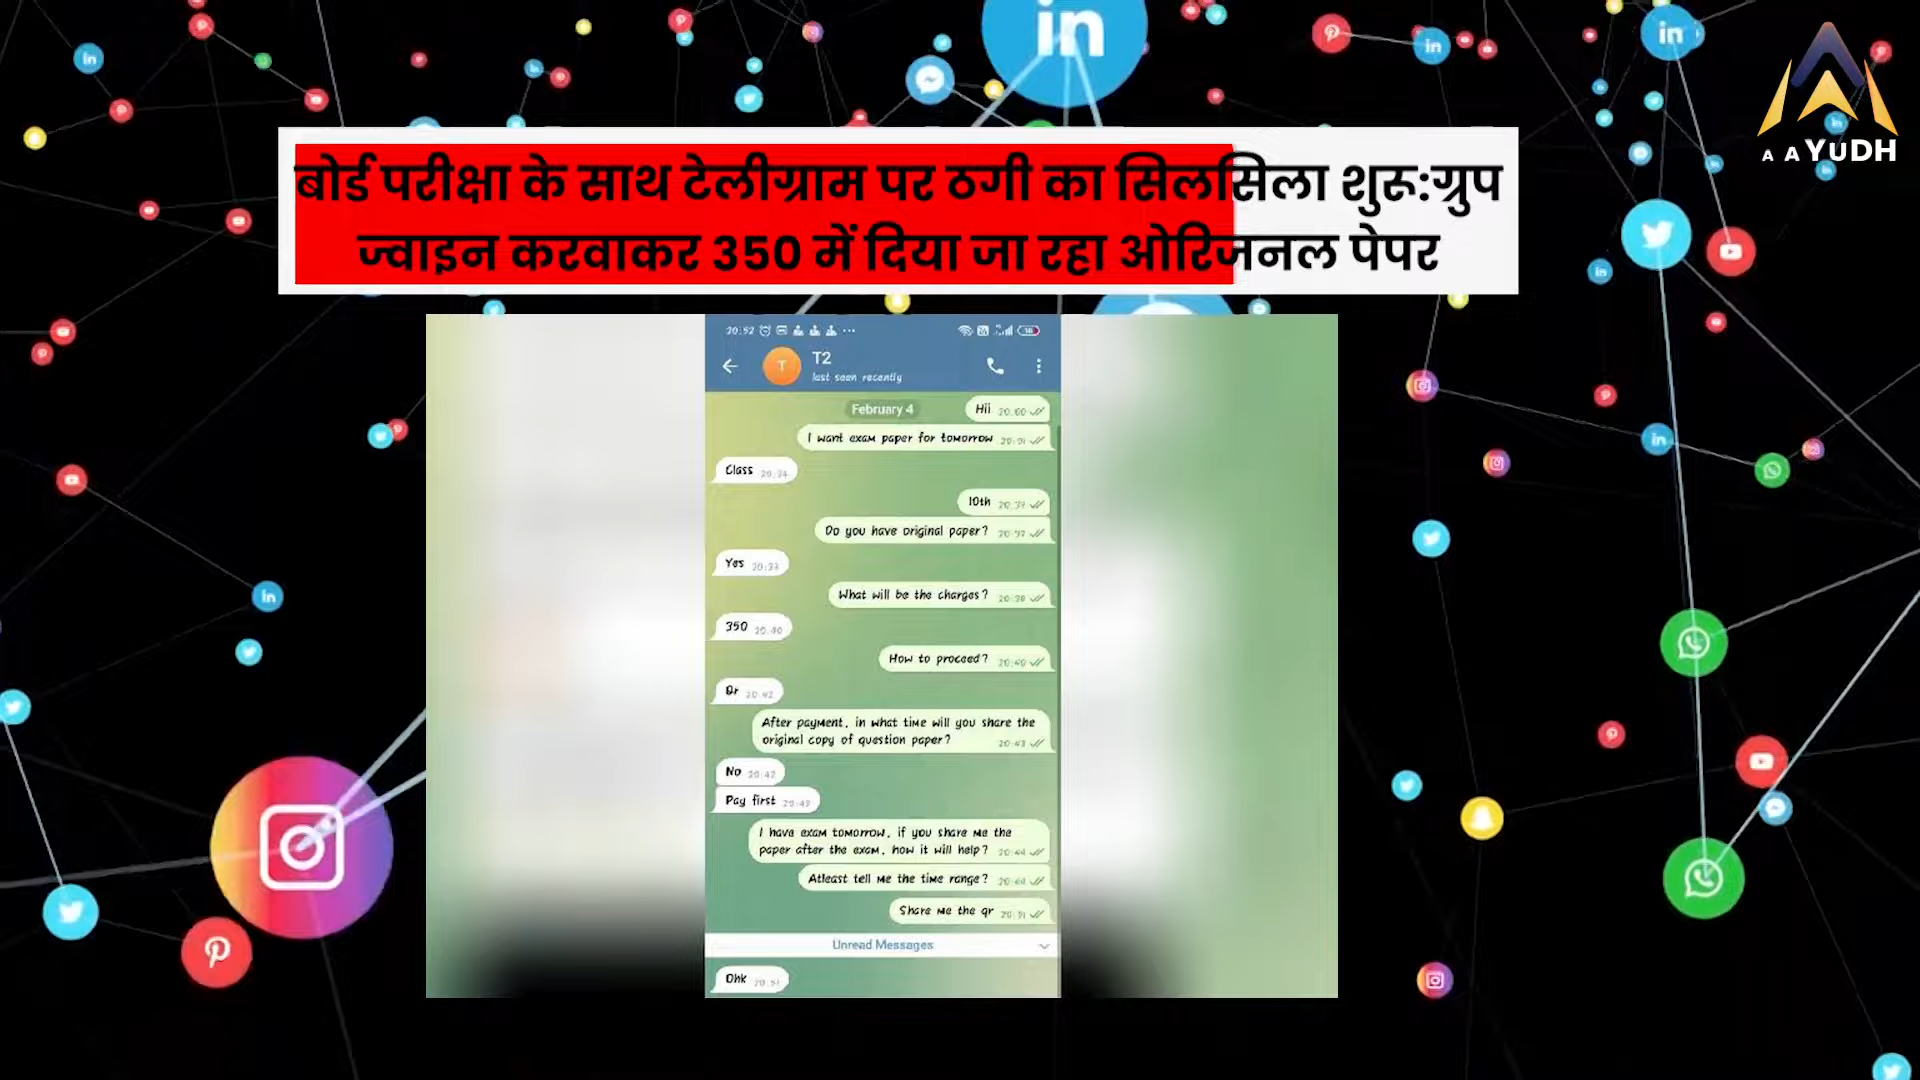 AAYUDH
बोर्ड परीक्षा के साथ टेलीग्राम पर ठगी का सिलसिला शुरू:ग्रुप
ज्वाइन करवाकर 350 में दिया जा रहा ओरिजनल पेपर
20:52
T
T2
last seen recently
February 4
Hii
I want exam paper for tomorrow
Class
10th
Do you have original paper?
Yes
What will be the charges?
350
How to proceed?
Qr
After payment, in what time will you share the
original copy of question paper?
No
Pay first
I have exam tomorrow, if you share me the
paper after the exam, how it will help?
Atleast tell me the time range?
Share me the qr
Unread Messages
Ohk